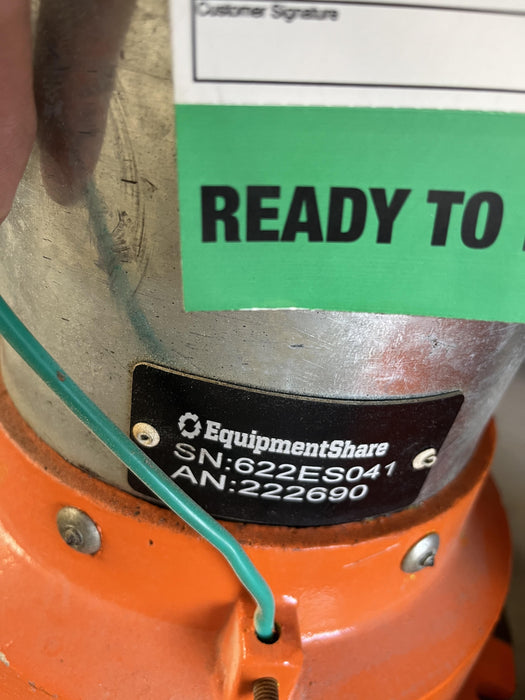 Customer Signature
READY TO
EquipmentShare
SN:622ES041
AN:222690